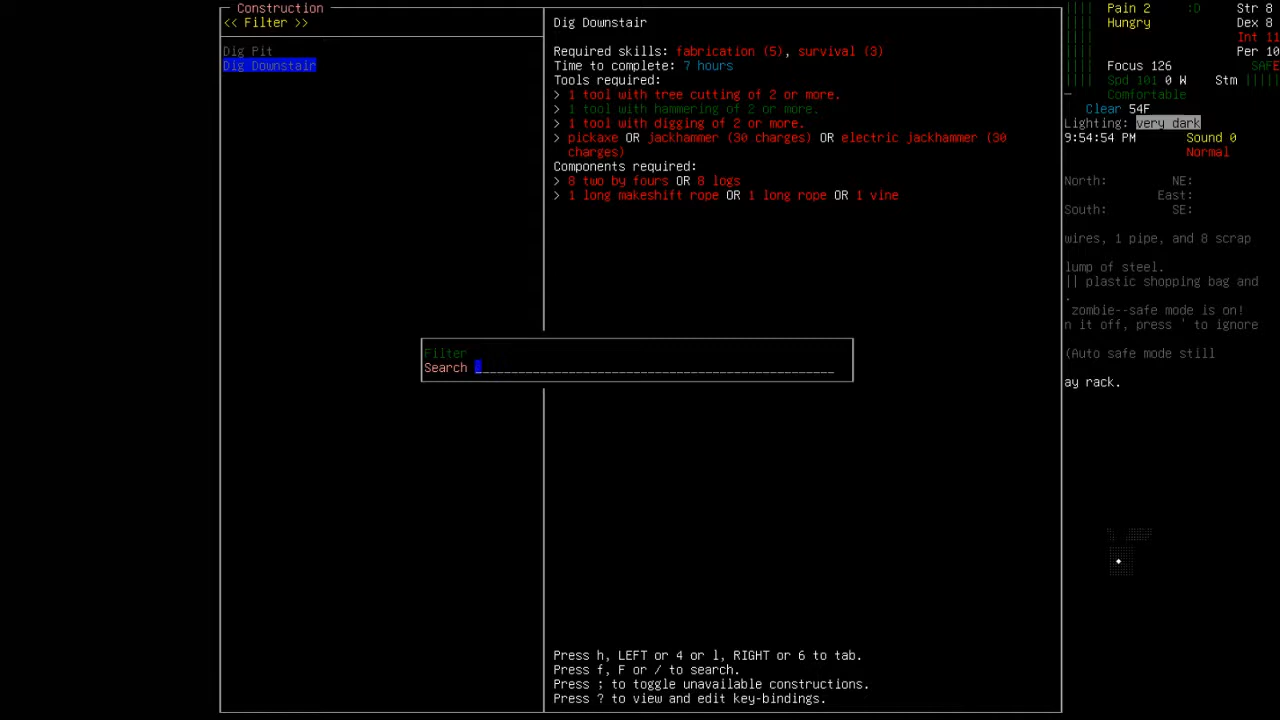 Construction
<< Filter >>
Dig Pit
Dig Downstair
Dig Downstair
Required skills: fabrication (5), survival (3)
Time to complete: 7 hours
Tools required:
> 1 tool with tree cutting of 2 or more.
> 1 tool with hammering of 2 or more.
> 1 tool with digging of 2 or more.
> pickaxe OR jackhammer (30 charges) OR electric jackhammer (30
charges)
Components required:
> 8 two by fours OR 8 logs
> 1 long makeshift rope OR 1 long rope OR 1 vine
Filter
Search
Press h, LEFT or 4 or l, RIGHT or 6 to tab.
Press f, F or / to search.
Press ; to toggle unavailable constructions.
Press ? to view and edit key-bindings.
Pain 2 :D Str 8
Hungry Dex 8
Int 11
Per 10
Focus 126 SAFE
Spd 101 0 W Stm
Comfortable
Clear 54F
Lighting: very dark
9:54:54 PM Sound 0
Normal
North: NE:
East:
South: SE:
wires, 1 pipe, and 8 scrap
lump of steel.
|| plastic shopping bag and
.
zombie--safe mode is on!
n it off, press ' to ignore
(Auto safe mode still
ay rack.